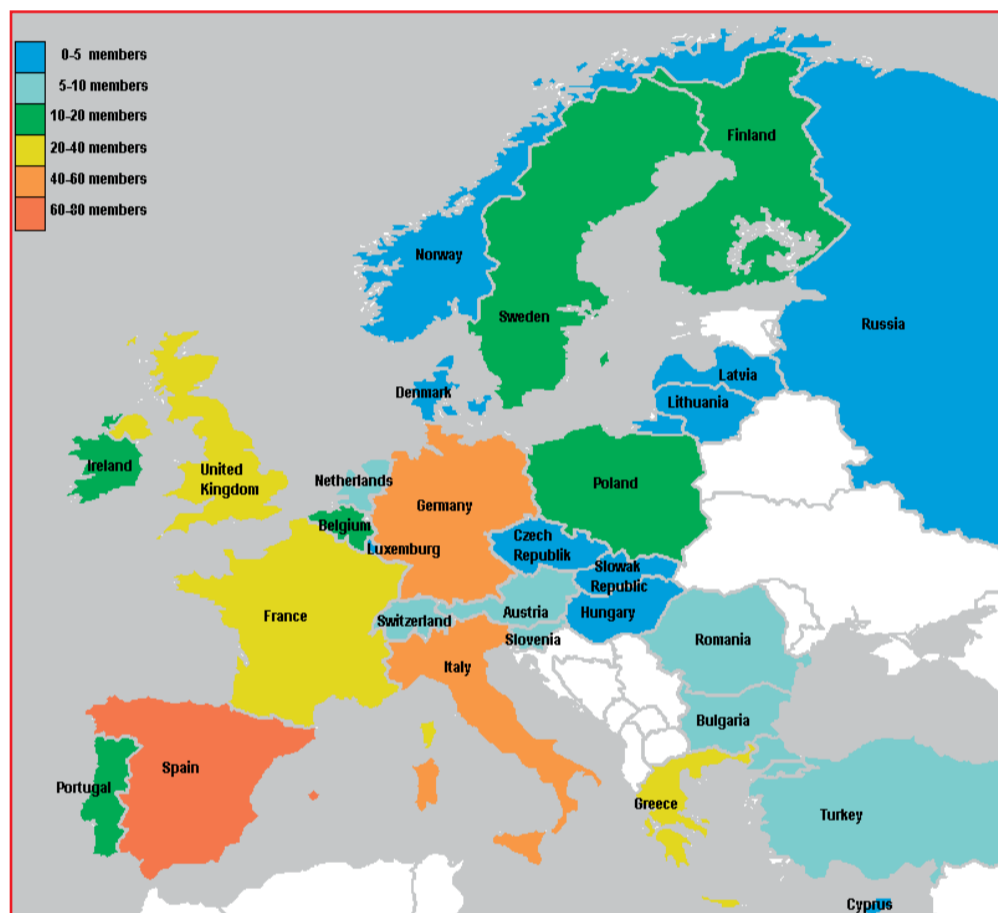 0-5 members
5-10 members
10-20 members
20-40 members
40-60 members
60-80 members
Finland
Norway
Sweden
Russia
Latvia
Denmark
Lithuania
Ireland
United
Kingdom
Netherlands
Poland
Germany
Belgium
Luxemburg
Czech
Republik
Slowak
Republic
France
Switzerland
Austria
Hungary
Slovenia
Romania
Italy
Bulgaria
Spain
Portugal
Greece
Turkey
Cyprus